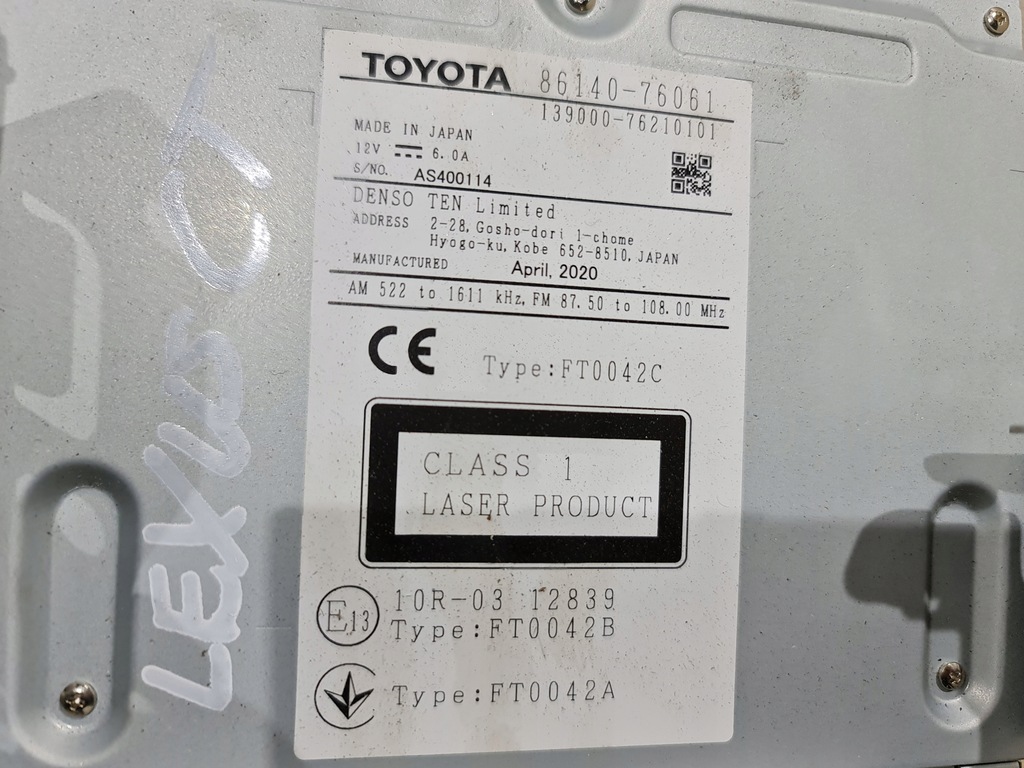 TOYOTA 86140-76061
139000-76210101
MADE IN JAPAN
12V 6.0A
S/NO. AS400114
DENSO TEN Limited
ADDRESS 2-28, Gosho-dori 1-chome
Hyogo-ku, Kobe 652-8510, JAPAN
MANUFACTURED April, 2020
AM 522 to 1611 kHz, FM 87.50 to 108.00 MHz
CE Type:FT0042C
CLASS 1
LASER PRODUCT
E13 10R-03 12839
Type:FT0042B
Type:FT0042A
LEXUS CT